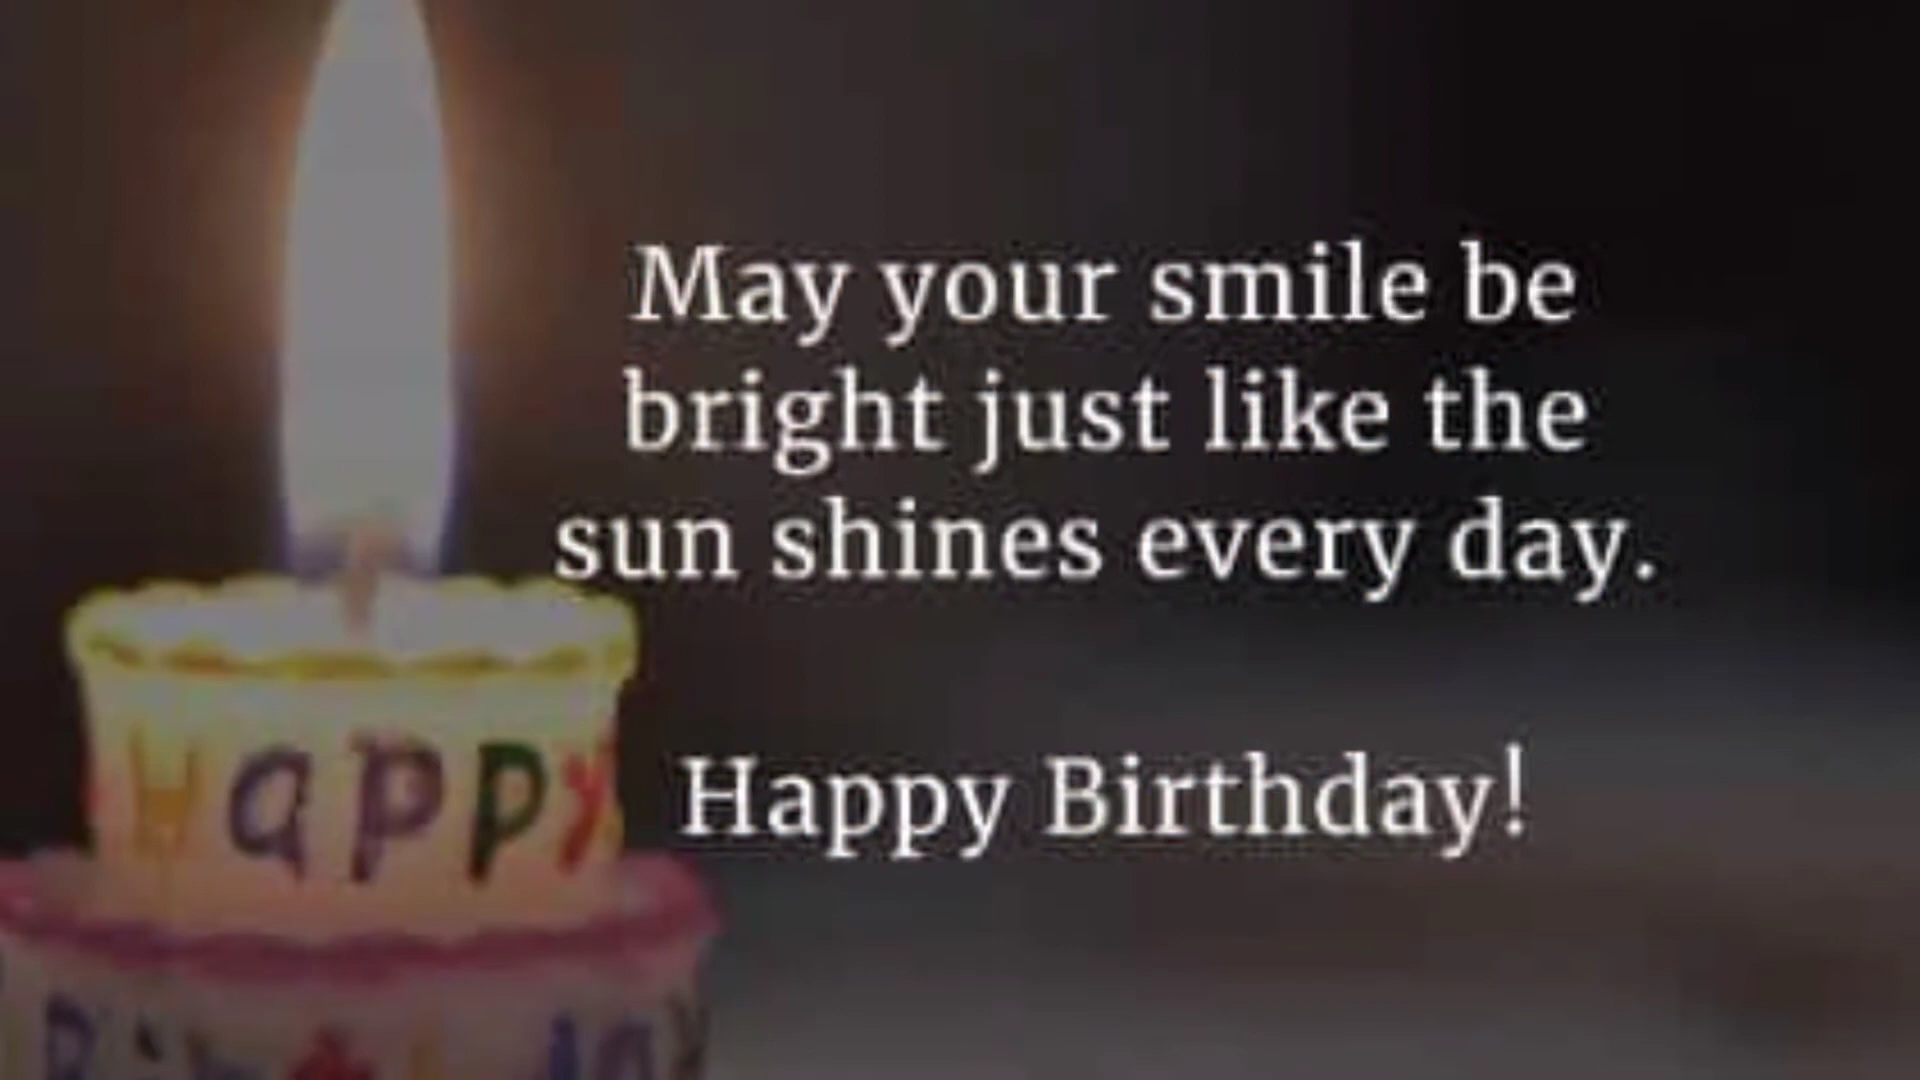 May your smile be
bright just like the
sun shines every day.
Happy Birthday!
Happy